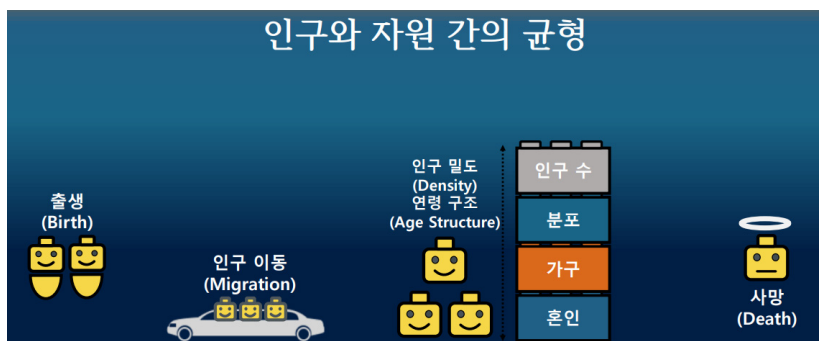 인구와 자원 간의 균형
출생
(Birth)
인구 이동
(Migration)
인구 밀도
(Density)
연령 구조
(Age Structure)
인구 수
분포
가구
혼인
사망
(Death)